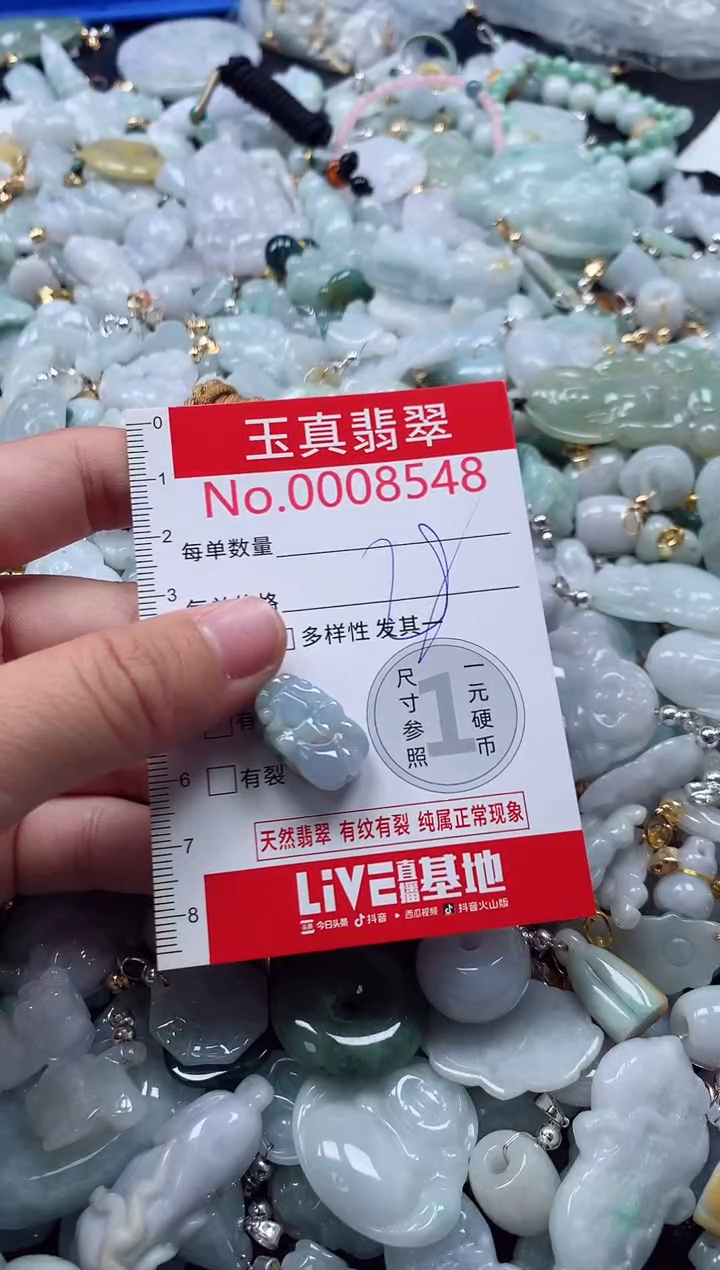 玉真翡翠
No.0008548
0
1
每单数量
2
3
多样性 发其一
尺寸参照
1
一元硬币
有
6
有裂
天然翡翠 有纹有裂 纯属正常现象
7
LiVE直播基地
8
今日头条 抖音 西瓜视频 抖音火山版